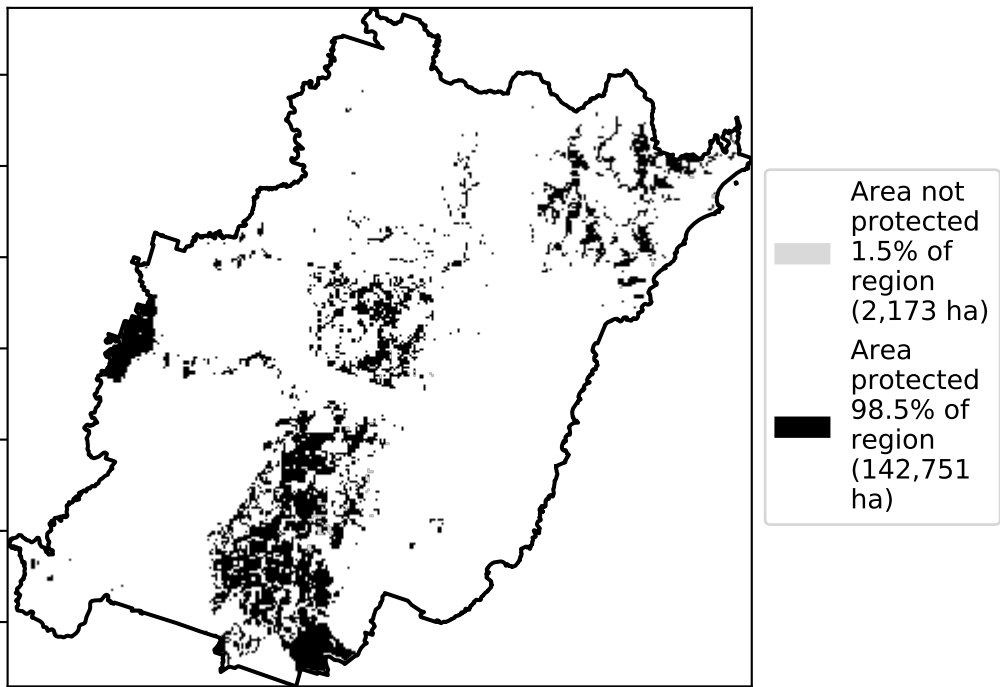 Area not
protected
1.5% of
region
(2,173 ha)
Area
protected
98.5% of
region
(142,751
ha)